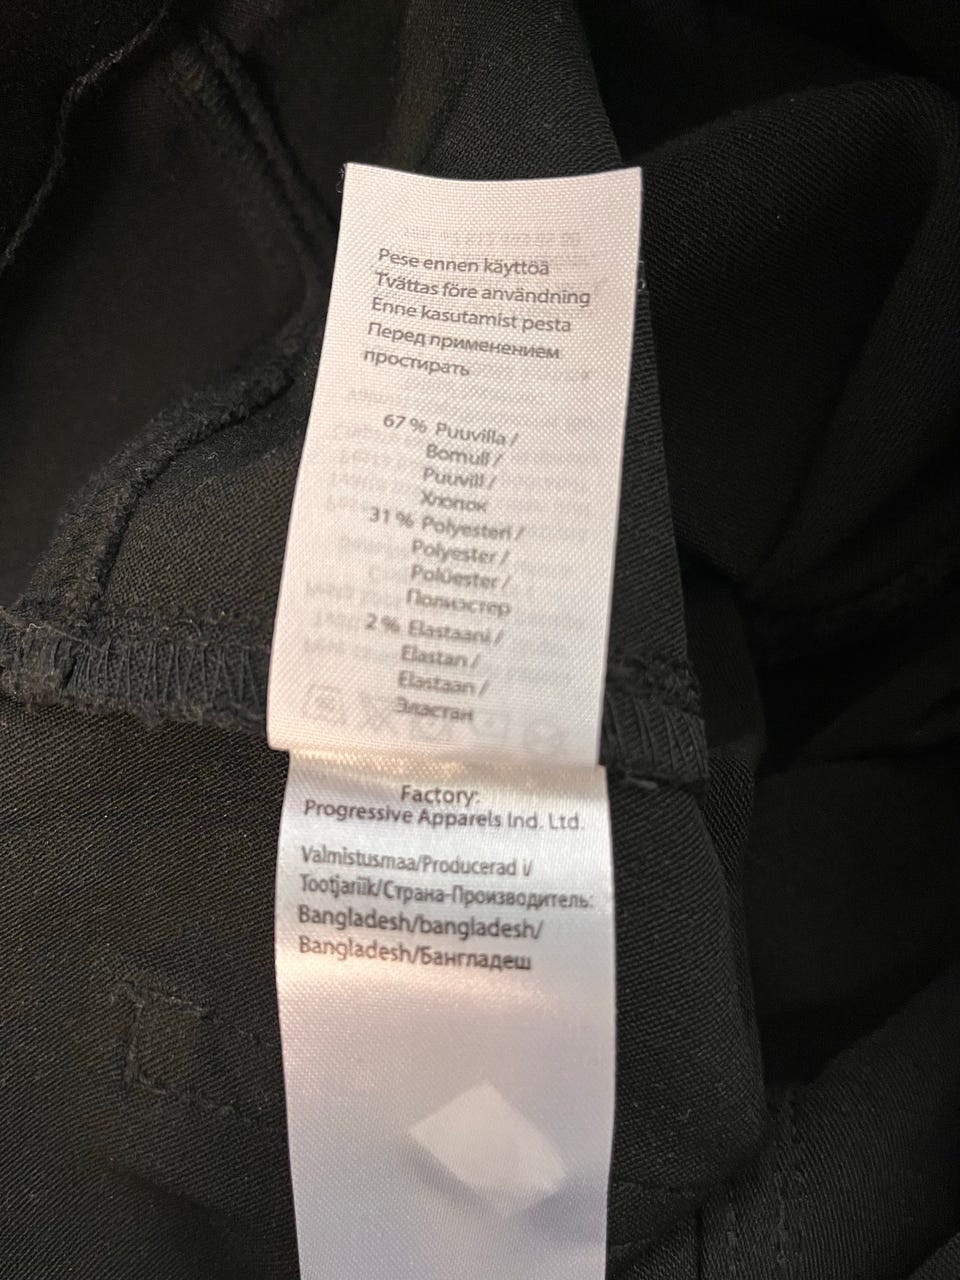 Pese ennen käyttöä
Tvättas före användning
Enne kasutamist pesta
Перед применением
простирать
67 % Puuvilla /
Bomull /
Puuvill /
Хлопок
31 % Polyesteri /
Polyester /
Polüester /
Полиэстер
2 % Elastaani /
Elastan /
Elastaan /
Эластан
Factory:
Progressive Apparels Ind. Ltd.
Valmistusmaa/Producerad i/
Tootjariik/Страна-Производитель:
Bangladesh/bangladesh/
Bangladesh/Бангладеш